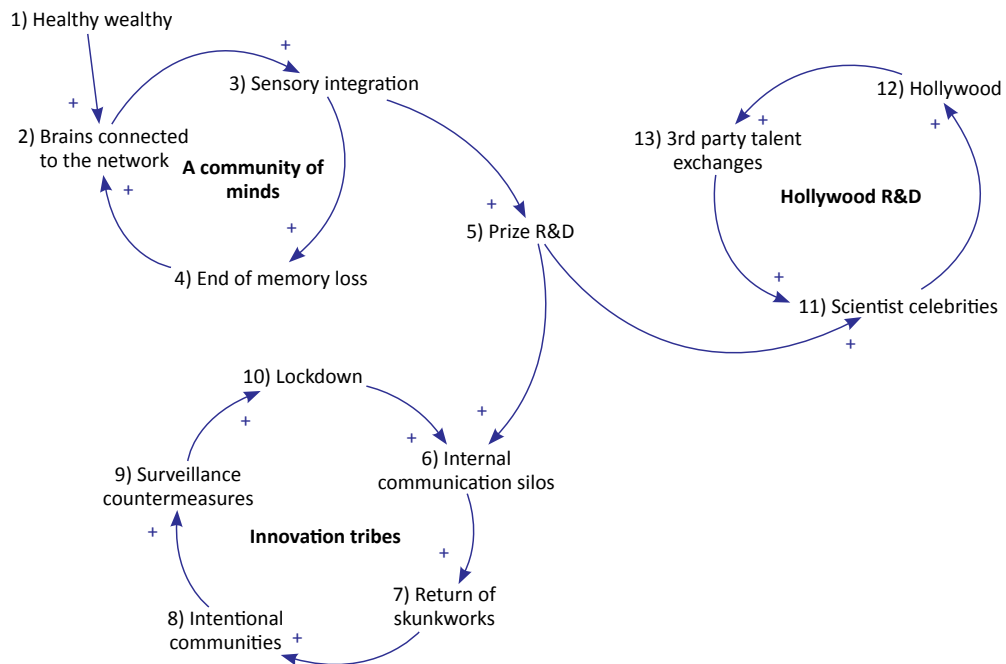 1) Healthy wealthy
+
3) Sensory integration
+
2) Brains connected
to the network
+
A community of
minds
+
4) End of memory loss
+
5) Prize R&D
12) Hollywood
+
13) 3rd party talent
exchanges
+
Hollywood R&D
+
11) Scientist celebrities
+
10) Lockdown
+
+
+
6) Internal
communication silos
9) Surveillance
countermeasures
+
Innovation tribes
+
7) Return of
skunkworks
8) Intentional
communities
+